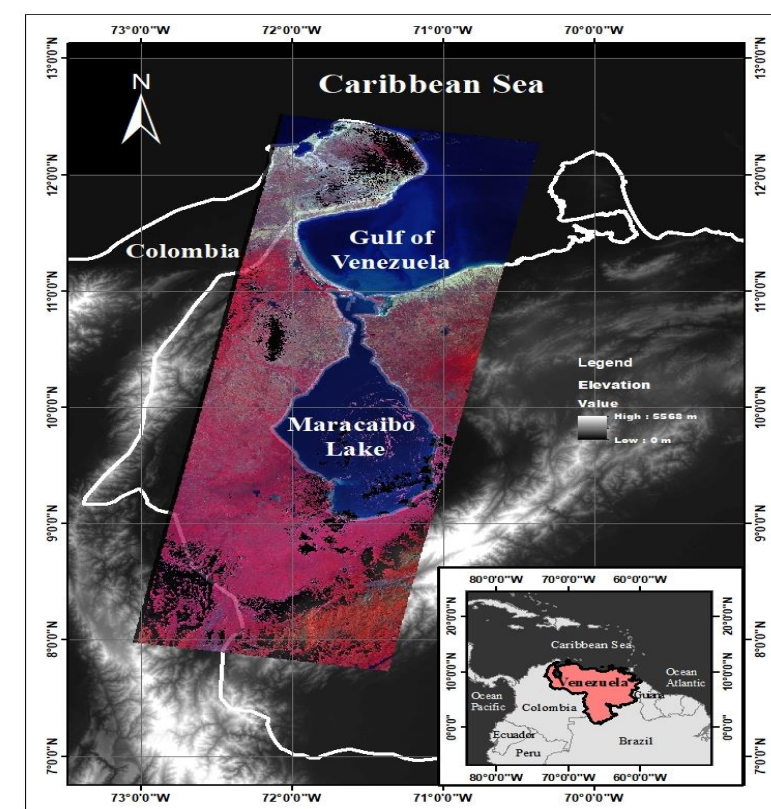 73°0'0"W 72°0'0"W 71°0'0"W 70°0'0"W
13°0'0"N
13°0'0"N
N
Caribbean Sea
12°0'0"N
12°0'0"N
Colombia
Gulf of
Venezuela
11°0'0"N
11°0'0"N
Legend
Elevation
Value
High : 5568 m
Low : 0 m
10°0'0"N
10°0'0"N
Maracaibo
Lake
9°0'0"N
9°0'0"N
8°0'0"N
8°0'0"N
7°0'0"N
7°0'0"N
80°0'0"W 70°0'0"W 60°0'0"W
20°0'0"N
20°0'0"N
Caribbean Sea
10°0'0"N
10°0'0"N
Ocean
Atlantic
Venezuela
Ocean
Pacific
Colombia
0°0'0"
0°0'0"
Ecuador
Peru
Brazil
80°0'0"W 70°0'0"W 60°0'0"W
73°0'0"W 72°0'0"W 71°0'0"W 70°0'0"W